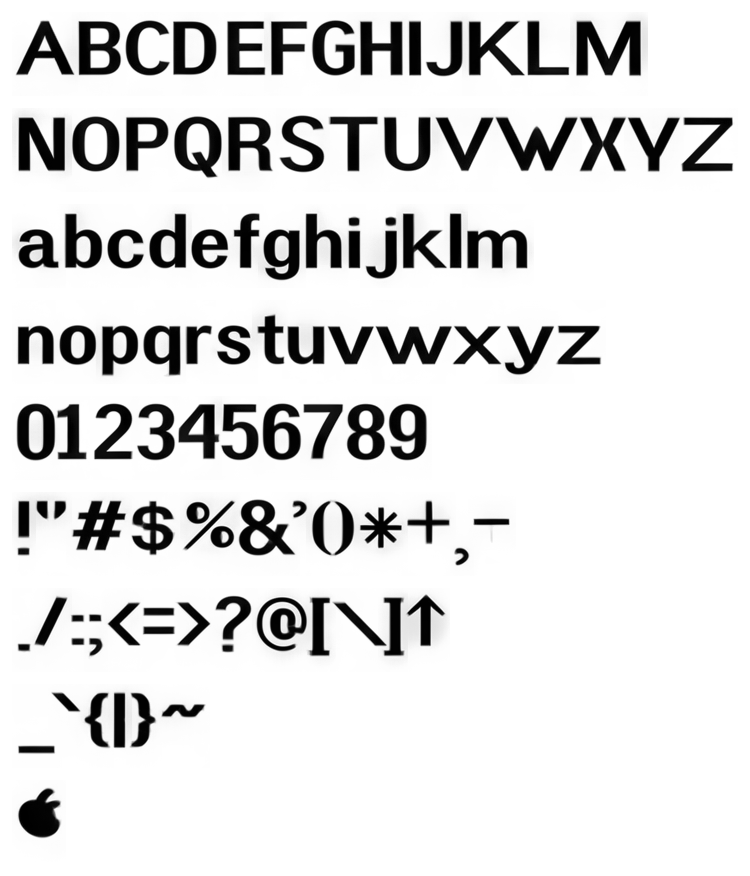 ABCDEFGHIJKLM
NOPQRSTUVWXYZ
abcdefghijklm
nopqrstuvwxyz
0123456789
!"#$%&'()*+,-
./:;<=>?@[\]↑
_`{|}~